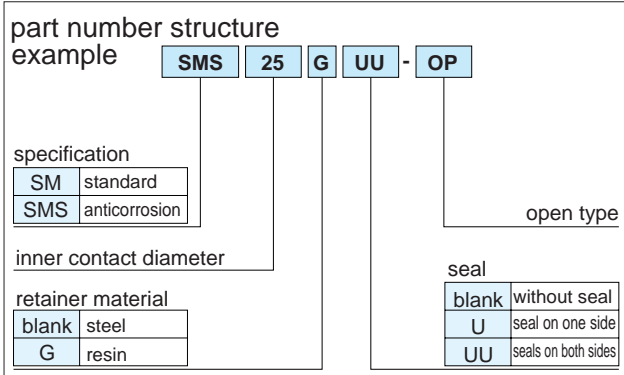 part number structure
example
SMS 25 G UU - OP
specification
SM standard
SMS anticorrosion
open type
inner contact diameter
seal
retainer material
blank without seal
blank steel
U seal on one side
G resin
UU seals on both sides